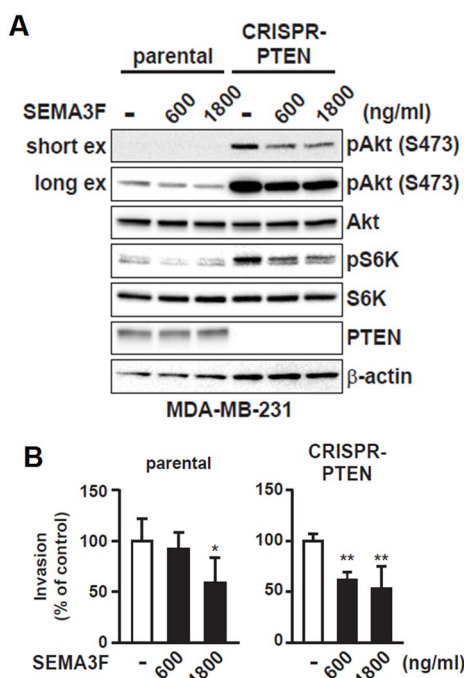 A
parental CRISPR-PTEN
SEMA3F - 600 1800 - 600 1800 (ng/ml)
short ex pAkt (S473)
long ex pAkt (S473)
Akt
pS6K
S6K
PTEN
β-actin
MDA-MB-231
B
parental CRISPR-PTEN
Invasion (% of control)
150 150
100 100
50 50
0 0
* ** **
SEMA3F - 600 1800 - 600 1800 (ng/ml)